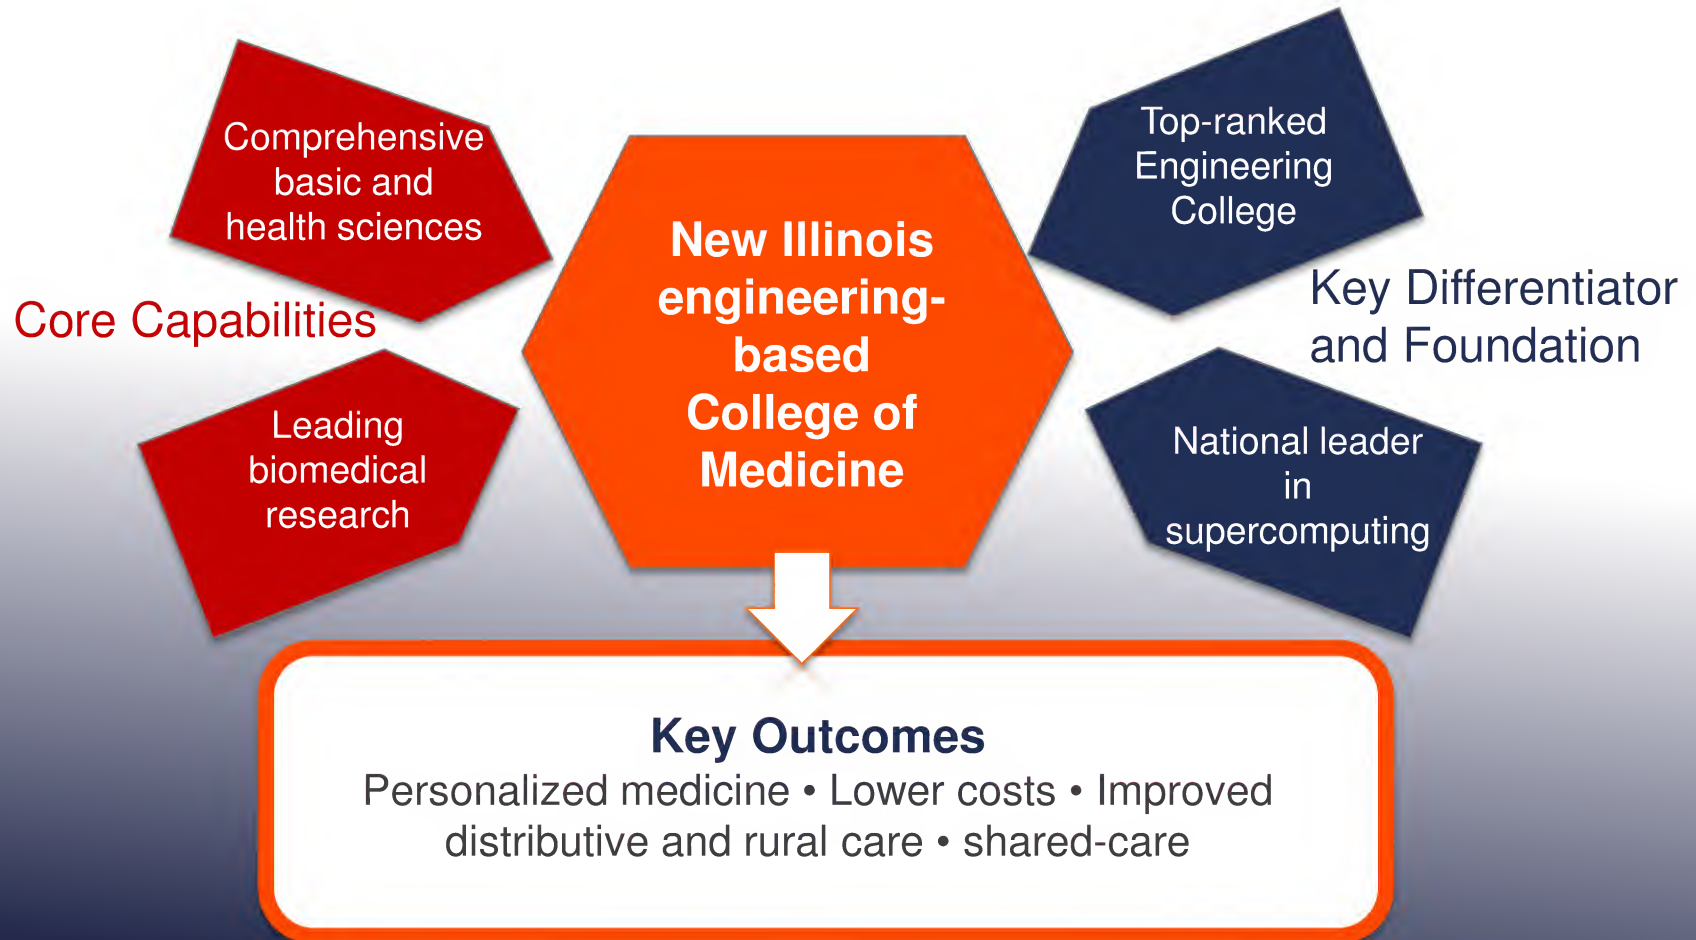 Comprehensive
basic and
health sciences
Core Capabilities
Leading
biomedical
research
New Illinois
engineering-
based
College of
Medicine
Top-ranked
Engineering
College
Key Differentiator
and Foundation
National leader
in
supercomputing
Key Outcomes
Personalized medicine • Lower costs • Improved
distributive and rural care • shared-care